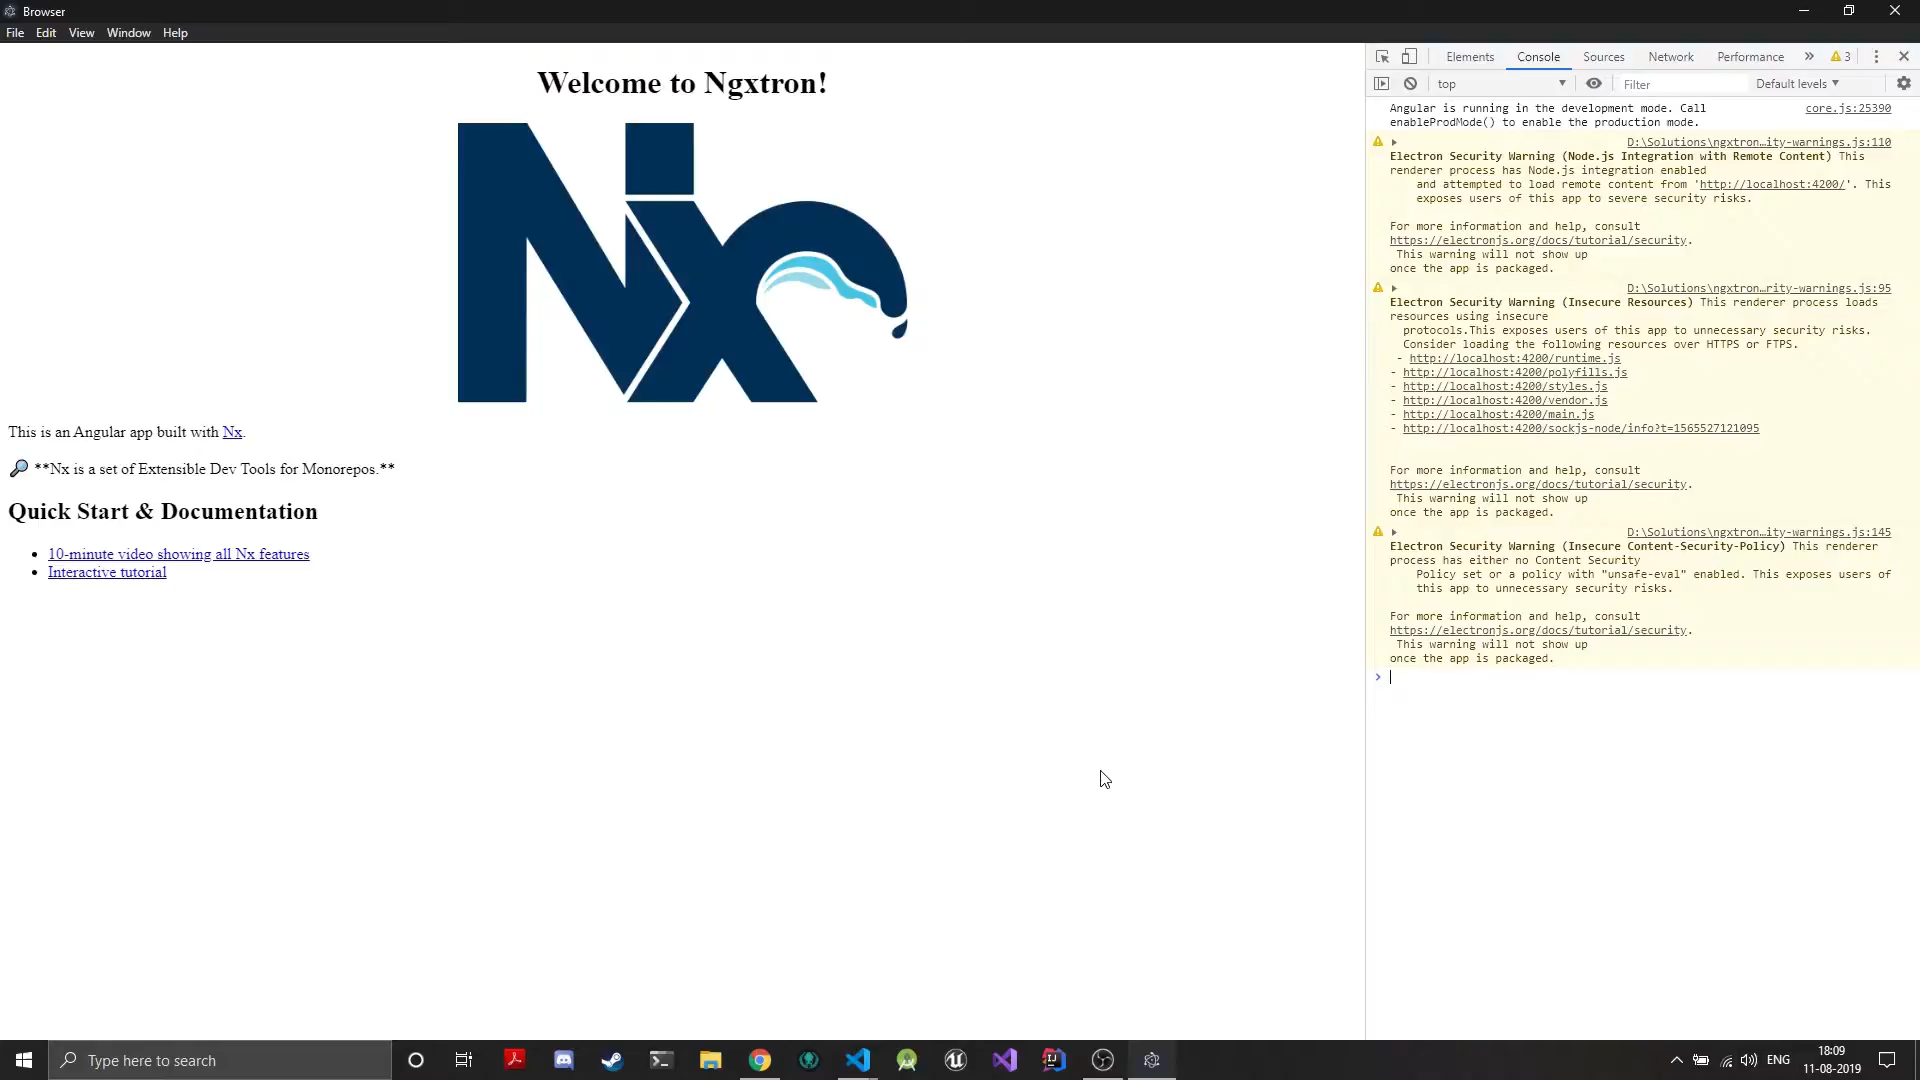 Browser
File Edit View Window Help
Welcome to Ngxtron!
Nx
This is an Angular app built with Nx.
🔎 **Nx is a set of Extensible Dev Tools for Monorepos.**
Quick Start & Documentation
• 10-minute video showing all Nx features
• Interactive tutorial
Elements Console Sources Network Performance » 3
top Filter Default levels
Angular is running in the development mode. Call core.js:25390
enableProdMode() to enable the production mode.
D:\Solutions\ngxtron…ity-warnings.js:110
Electron Security Warning (Node.js Integration with Remote Content) This
renderer process has Node.js integration enabled
and attempted to load remote content from 'http://localhost:4200/'. This
exposes users of this app to severe security risks.
For more information and help, consult
https://electronjs.org/docs/tutorial/security.
This warning will not show up
once the app is packaged.
D:\Solutions\ngxtron…rity-warnings.js:95
Electron Security Warning (Insecure Resources) This renderer process loads
resources using insecure
protocols.This exposes users of this app to unnecessary security risks.
Consider loading the following resources over HTTPS or FTPS.
- http://localhost:4200/runtime.js
- http://localhost:4200/polyfills.js
- http://localhost:4200/styles.js
- http://localhost:4200/vendor.js
- http://localhost:4200/main.js
- http://localhost:4200/sockjs-node/info?t=1565527121095
For more information and help, consult
https://electronjs.org/docs/tutorial/security.
This warning will not show up
once the app is packaged.
D:\Solutions\ngxtron…ity-warnings.js:145
Electron Security Warning (Insecure Content-Security-Policy) This renderer
process has either no Content Security
Policy set or a policy with "unsafe-eval" enabled. This exposes users of
this app to unnecessary security risks.
For more information and help, consult
https://electronjs.org/docs/tutorial/security.
This warning will not show up
once the app is packaged.
Type here to search
ENG
18:09
11-08-2019